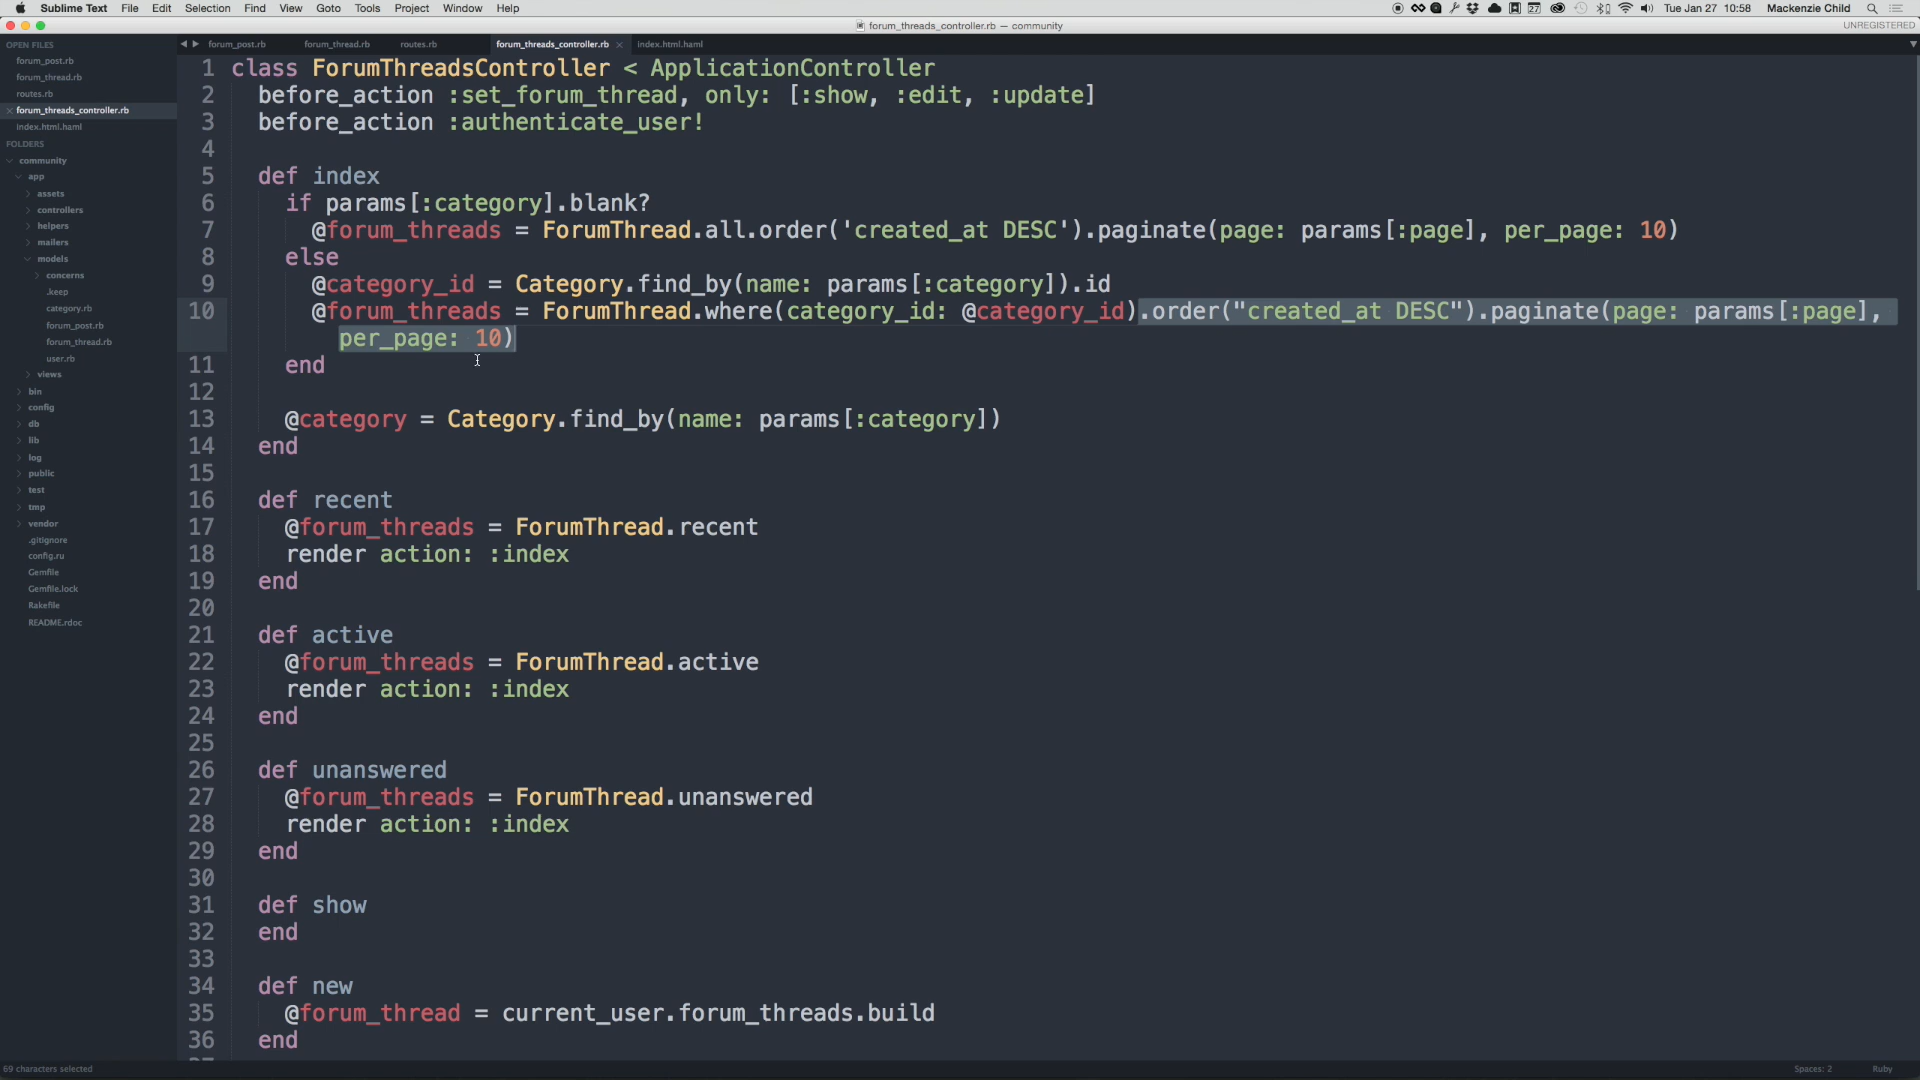 Sublime Text File Edit Selection Find View Goto Tools Project Window Help
27 Tue Jan 27 10:58 Mackenzie Child
forum_threads_controller.rb — community
UNREGISTERED
OPEN FILES
forum_post.rb
forum_thread.rb
routes.rb
forum_threads_controller.rb
index.html.haml
FOLDERS
community
app
assets
controllers
helpers
mailers
models
concerns
.keep
category.rb
forum_post.rb
forum_thread.rb
user.rb
views
bin
config
db
lib
log
public
test
tmp
vendor
.gitignore
config.ru
Gemfile
Gemfile.lock
Rakefile
README.rdoc
forum_post.rb forum_thread.rb routes.rb forum_threads_controller.rb index.html.haml
1 class ForumThreadsController < ApplicationController
2 before_action :set_forum_thread, only: [:show, :edit, :update]
3 before_action :authenticate_user!
4
5 def index
6 if params[:category].blank?
7 @forum_threads = ForumThread.all.order('created_at DESC').paginate(page: params[:page], per_page: 10)
8 else
9 @category_id = Category.find_by(name: params[:category]).id
10 @forum_threads = ForumThread.where(category_id: @category_id).order("created_at DESC").paginate(page: params[:page],
per_page: 10)
11 end
12
13 @category = Category.find_by(name: params[:category])
14 end
15
16 def recent
17 @forum_threads = ForumThread.recent
18 render action: :index
19 end
20
21 def active
22 @forum_threads = ForumThread.active
23 render action: :index
24 end
25
26 def unanswered
27 @forum_threads = ForumThread.unanswered
28 render action: :index
29 end
30
31 def show
32 end
33
34 def new
35 @forum_thread = current_user.forum_threads.build
36 end
69 characters selected
Spaces: 2 Ruby